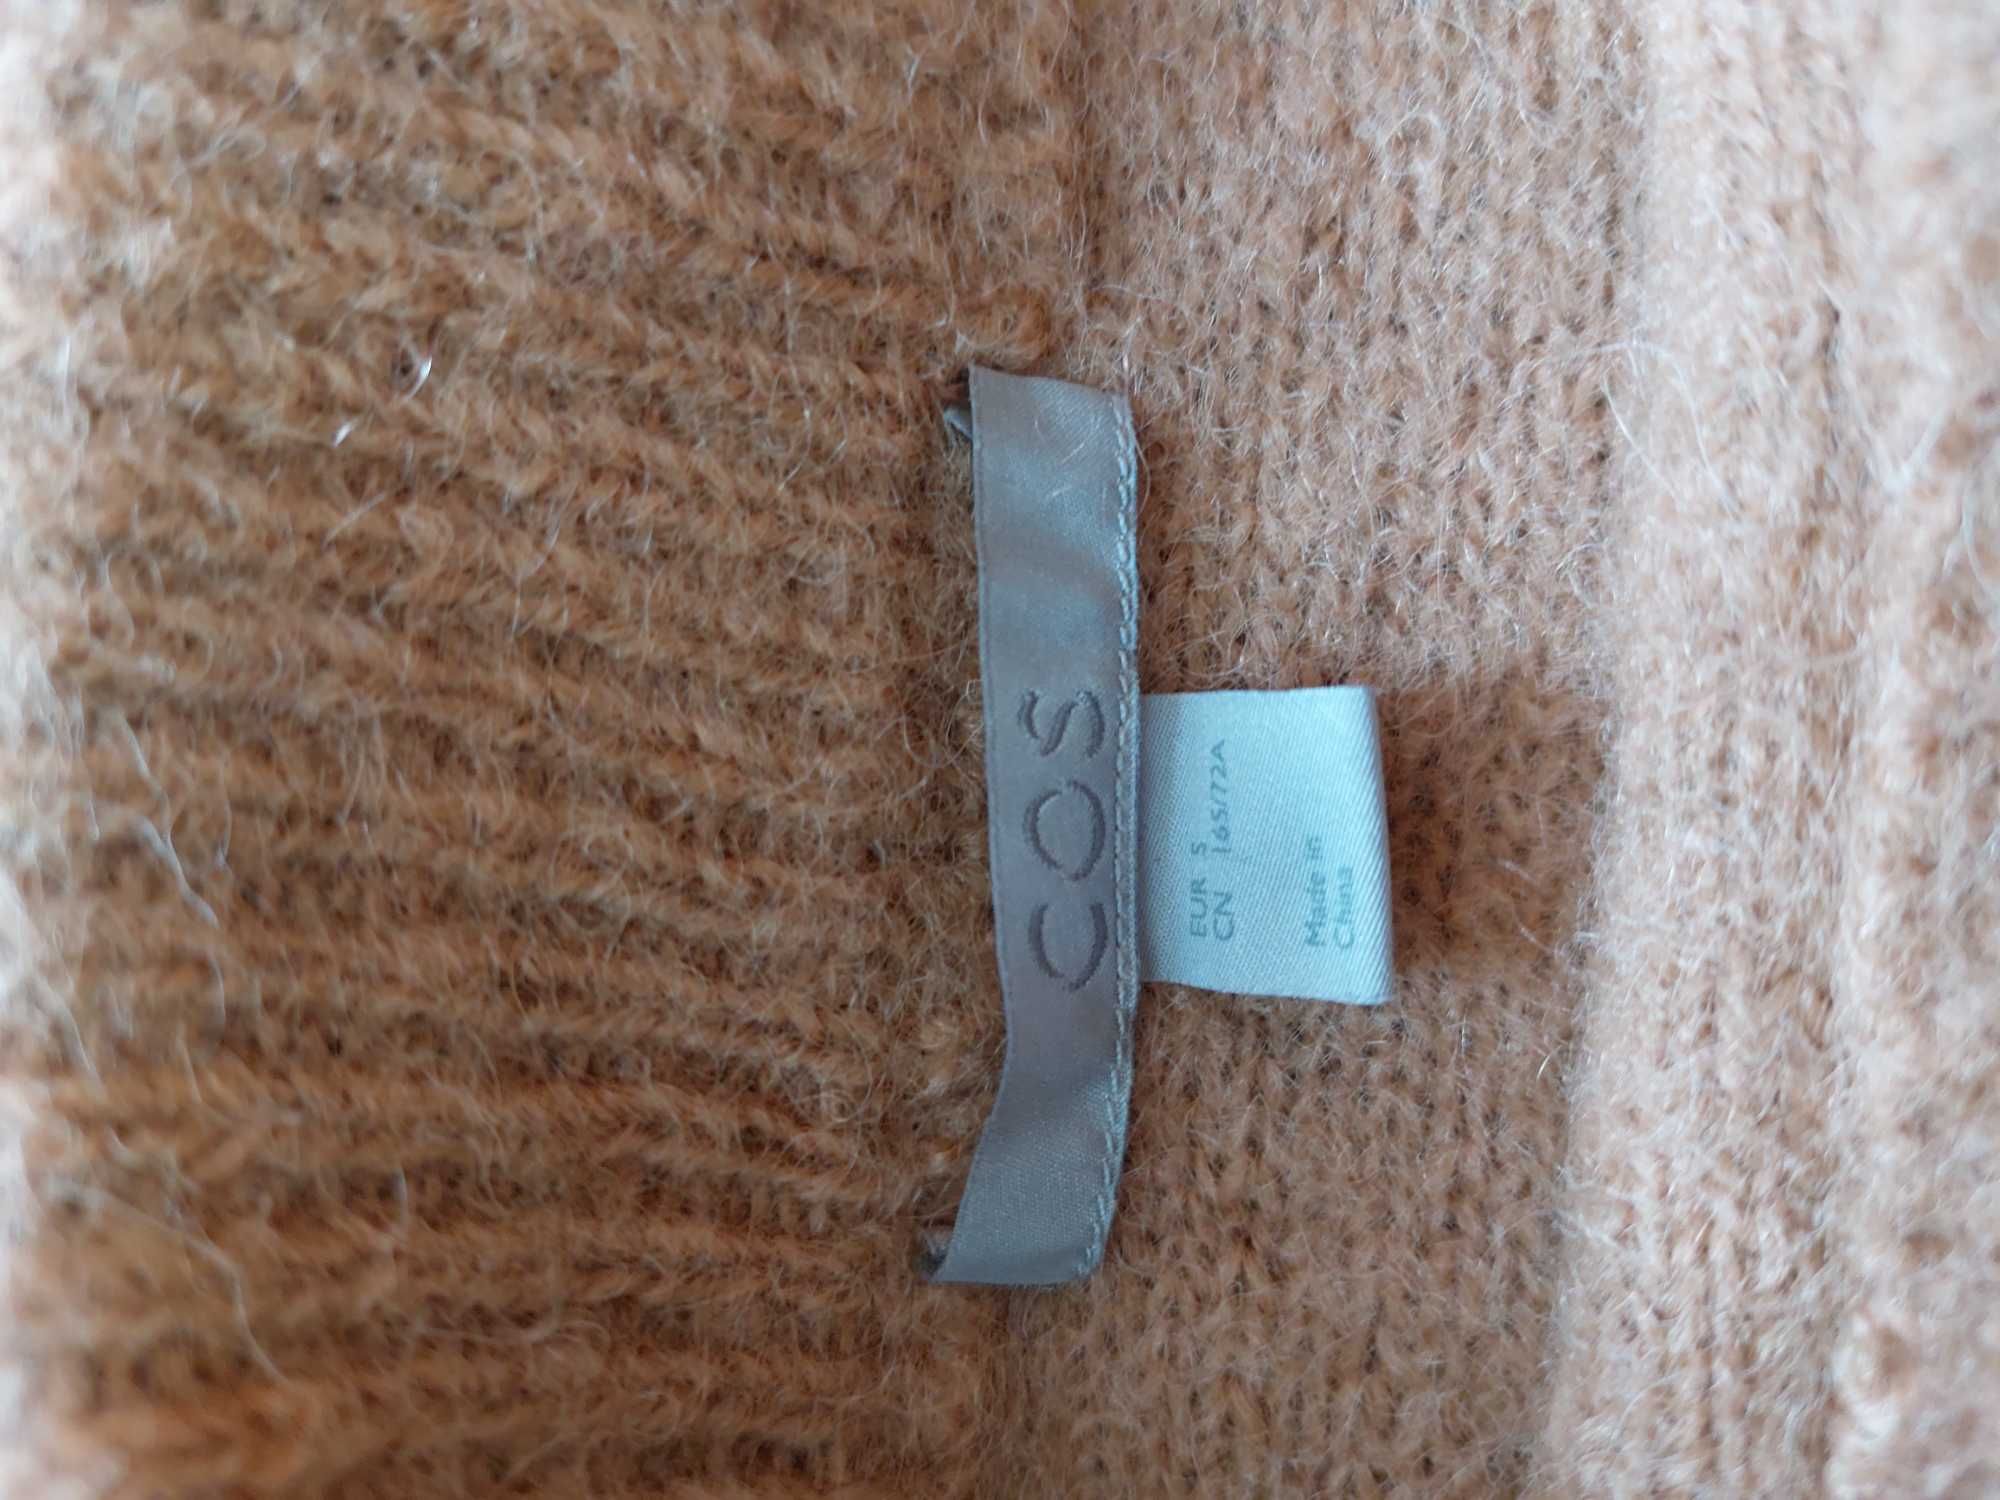 COS
EUR S
CN 165/72A
Made in
China